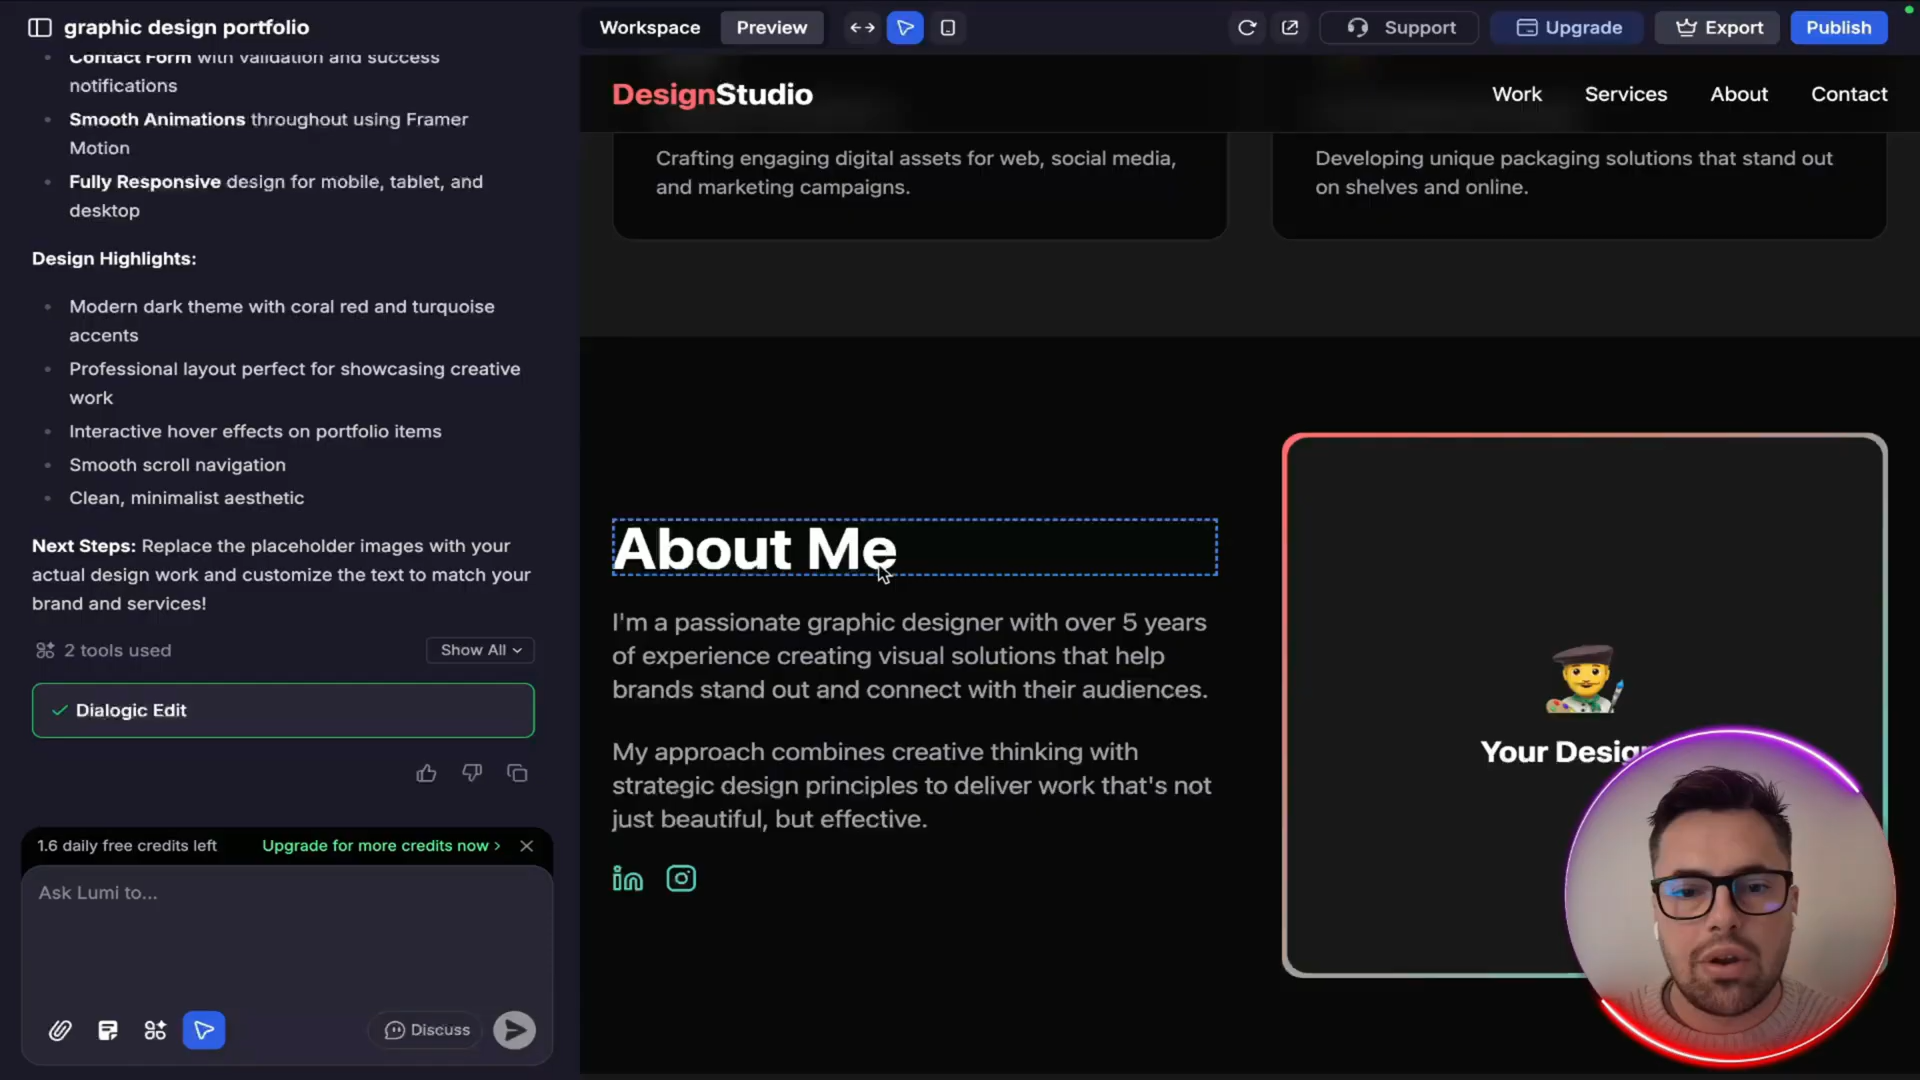 graphic design portfolio
Workspace
Preview
Support
Upgrade
Export
Publish
Contact Form with validation and success
notifications
Smooth Animations throughout using Framer
Motion
Fully Responsive design for mobile, tablet, and
desktop
Design Highlights:
Modern dark theme with coral red and turquoise
accents
Professional layout perfect for showcasing creative
work
Interactive hover effects on portfolio items
Smooth scroll navigation
Clean, minimalist aesthetic
Next Steps: Replace the placeholder images with your
actual design work and customize the text to match your
brand and services!
2 tools used
Show All
Dialogic Edit
1.6 daily free credits left
Upgrade for more credits now >
Ask Lumi to...
Discuss
DesignStudio
Work
Services
About
Contact
Crafting engaging digital assets for web, social media,
and marketing campaigns.
Developing unique packaging solutions that stand out
on shelves and online.
About Me
I'm a passionate graphic designer with over 5 years
of experience creating visual solutions that help
brands stand out and connect with their audiences.
My approach combines creative thinking with
strategic design principles to deliver work that's not
just beautiful, but effective.
in
Your Desig